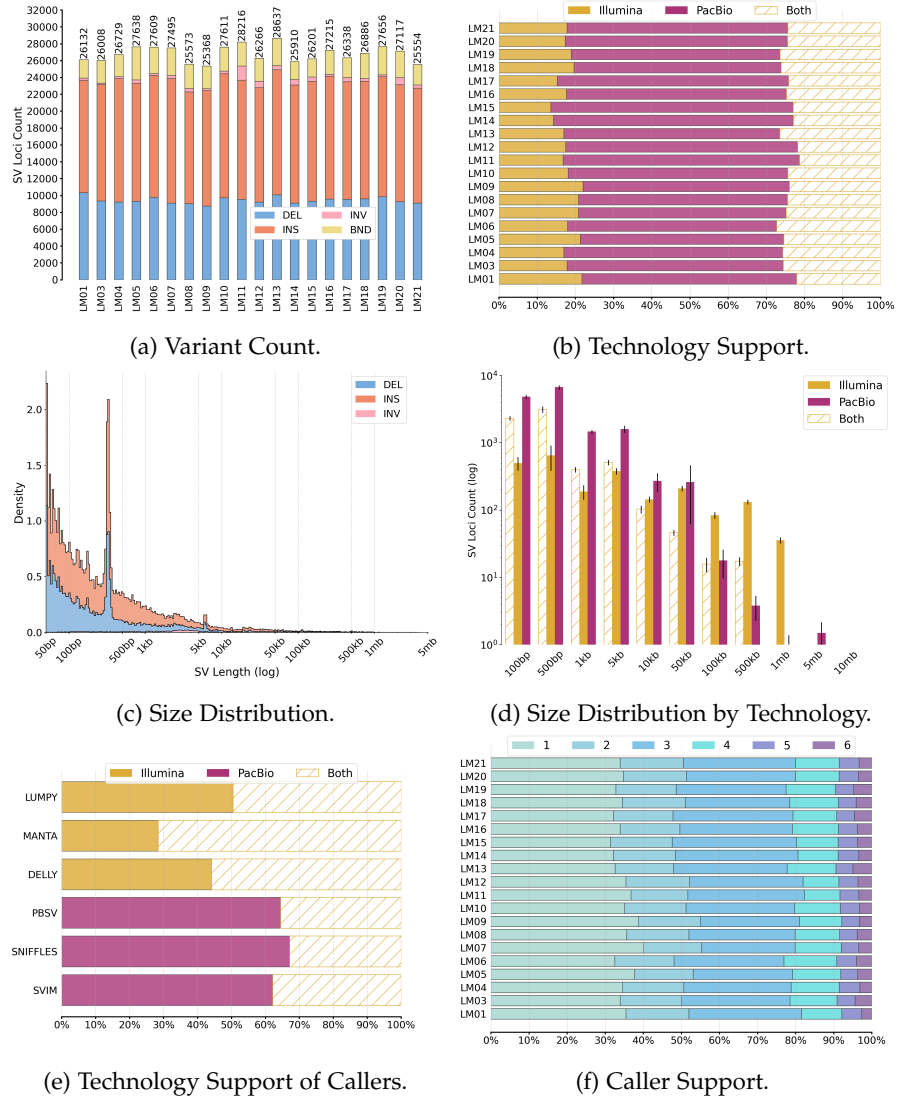 32000
30000
28000
26000
24000
22000
20000
18000
16000
14000
12000
10000
8000
6000
4000
2000
0
SV Loci Count
26132
26008
26729
27638
27609
27495
25573
25368
27611
28216
26266
28637
25910
26201
27215
26338
26886
27656
27117
25554
DEL
INS
INV
BND
LM01
LM03
LM04
LM05
LM06
LM07
LM08
LM09
LM10
LM11
LM12
LM13
LM14
LM15
LM16
LM17
LM18
LM19
LM20
LM21
(a) Variant Count.
Illumina PacBio Both
LM21
LM20
LM19
LM18
LM17
LM16
LM15
LM14
LM13
LM12
LM11
LM10
LM09
LM08
LM07
LM06
LM05
LM04
LM03
LM01
0% 10% 20% 30% 40% 50% 60% 70% 80% 90% 100%
(b) Technology Support.
DEL
INS
INV
2.0
1.5
1.0
0.5
0.0
Density
50bp 100bp 500bp 1kb 5kb 10kb 50kb 100kb 500kb 1mb 5mb
SV Length (log)
(c) Size Distribution.
Illumina
PacBio
Both
10⁴
10³
10²
10¹
10⁰
SV Loci Count (log)
100bp 500bp 1kb 5kb 10kb 50kb 100kb 500kb 1mb 5mb 10mb
(d) Size Distribution by Technology.
Illumina PacBio Both
LUMPY
MANTA
DELLY
PBSV
SNIFFLES
SVIM
0% 10% 20% 30% 40% 50% 60% 70% 80% 90% 100%
(e) Technology Support of Callers.
1 2 3 4 5 6
LM21
LM20
LM19
LM18
LM17
LM16
LM15
LM14
LM13
LM12
LM11
LM10
LM09
LM08
LM07
LM06
LM05
LM04
LM03
LM01
0% 10% 20% 30% 40% 50% 60% 70% 80% 90% 100%
(f) Caller Support.